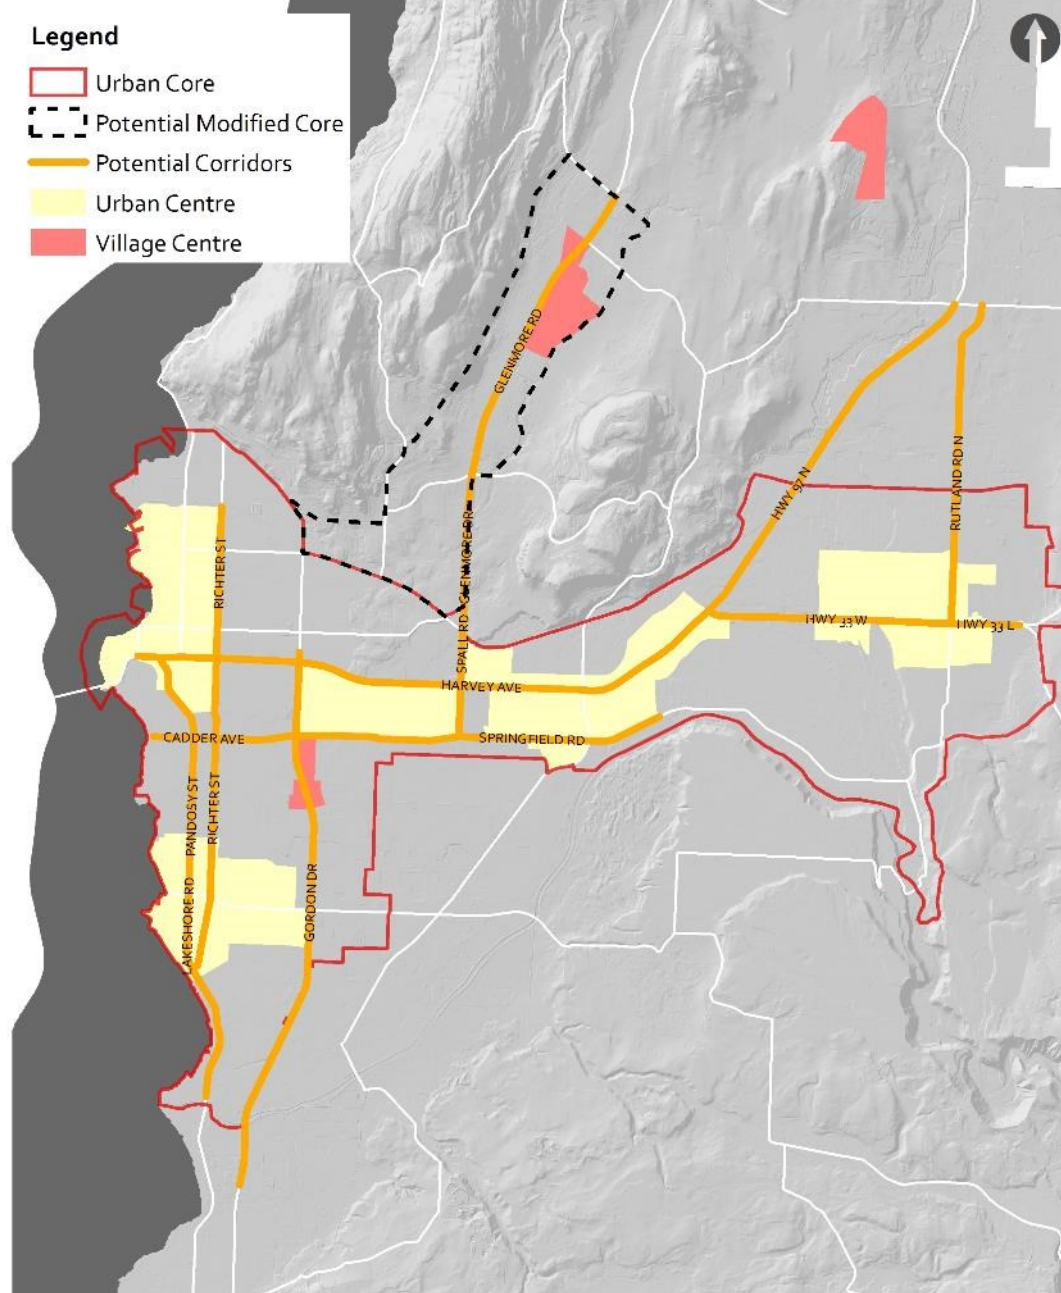 Legend
Urban Core
Potential Modified Core
Potential Corridors
Urban Centre
Village Centre
GLENMORE RD
HWY 97 N
RUTLAND RD N
RICHTER ST
SPALL RD
GLENMORE DR
HWY 33 W
HWY 33 E
HARVEY AVE
CADDER AVE
SPRINGFIELD RD
PANDOSY ST
RICHTER ST
LAKESHORE RD
GORDON DR